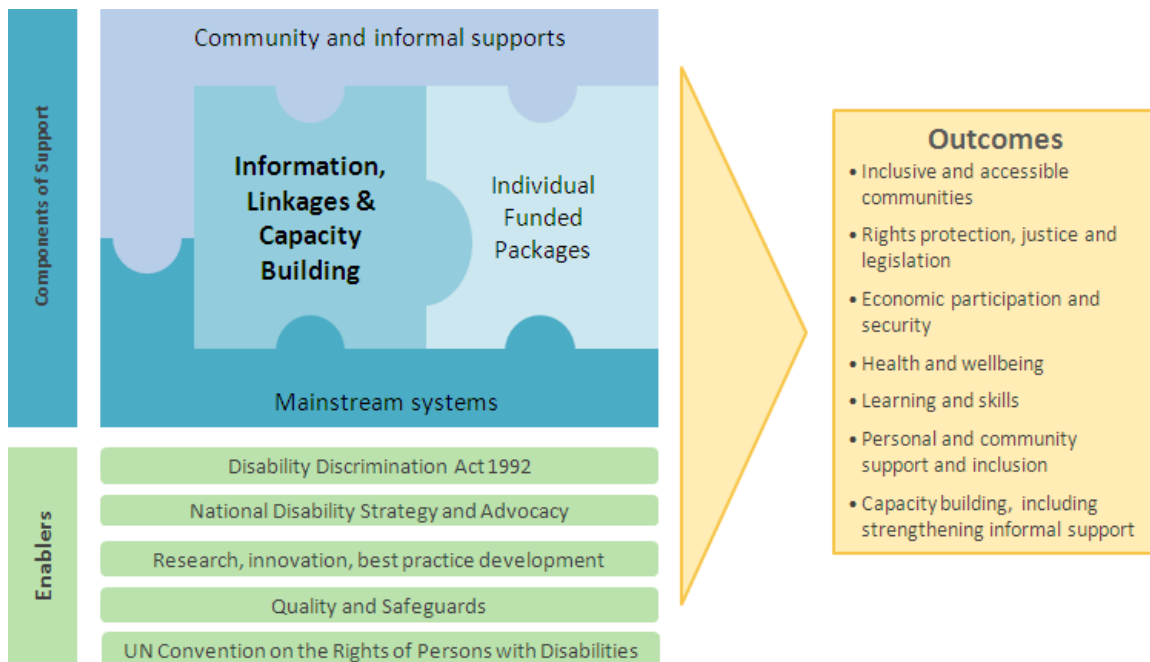 Components of Support
Community and informal supports
Information,
Linkages &
Capacity
Building
Individual
Funded
Packages
Mainstream systems
Enablers
Disability Discrimination Act 1992
National Disability Strategy and Advocacy
Research, innovation, best practice development
Quality and Safeguards
UN Convention on the Rights of Persons with Disabilities
Outcomes
• Inclusive and accessible
communities
• Rights protection, justice and
legislation
• Economic participation and
security
• Health and wellbeing
• Learning and skills
• Personal and community
support and inclusion
• Capacity building, including
strengthening informal support